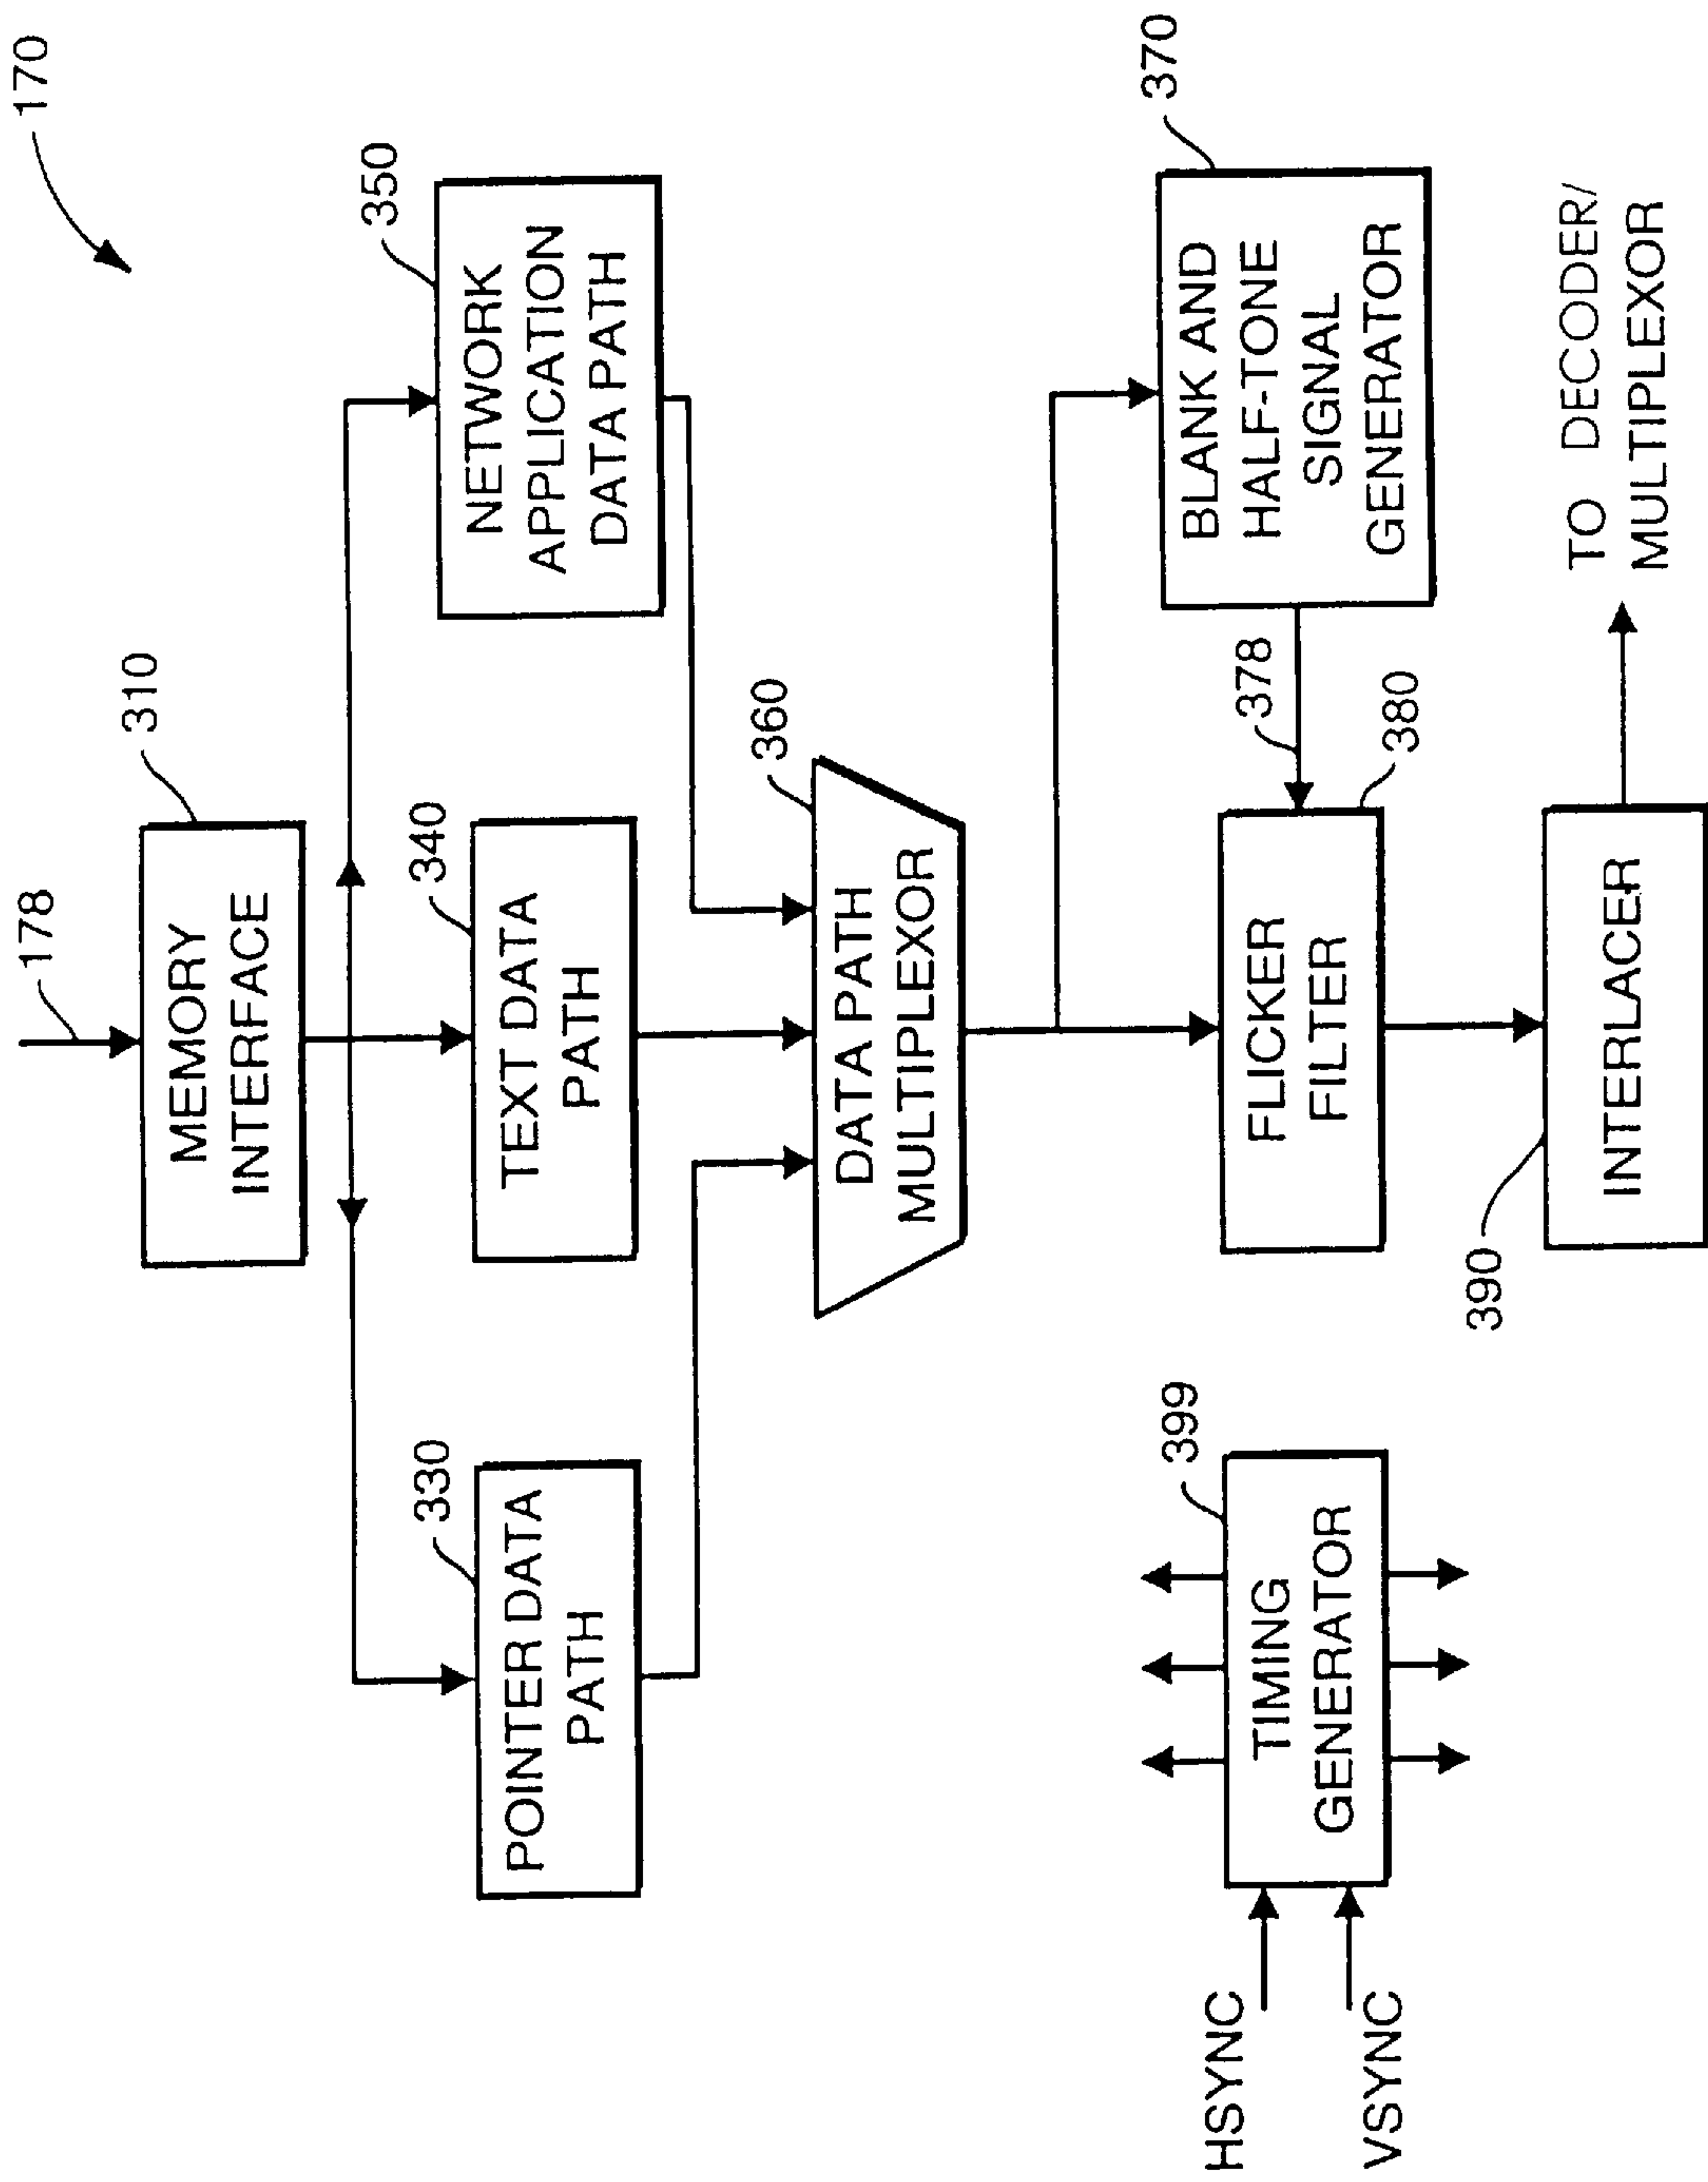 170
178
MEMORY
INTERFACE
310
POINTER DATA
PATH
330
TEXT DATA
PATH
340
NETWORK
APPLICATION
DATA PATH
350
DATA PATH
MULTIPLEXOR
360
HSYNC
VSYNC
TIMING
GENERATOR
399
FLICKER
FILTER
380
378
BLANK AND
HALF-TONE
SIGNAL
GENERATOR
370
390
INTERLACER
TO DECODER/
MULTIPLEXOR